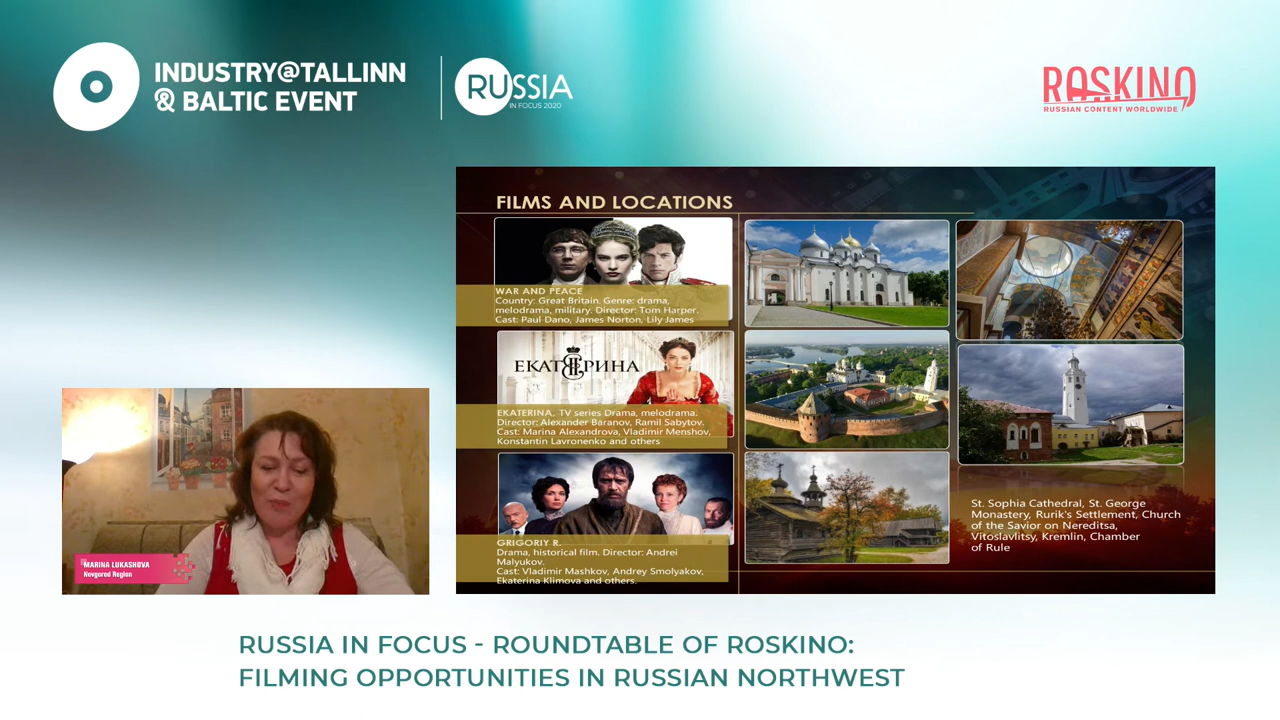 INDUSTRY@TALLINN
& BALTIC EVENT
RUSSIA
IN FOCUS 2020
ROSKINO
RUSSIAN CONTENT WORLDWIDE
FILMS AND LOCATIONS
WAR AND PEACE
Country: Great Britain. Genre: drama,
melodrama, military. Director: Tom Harper.
Cast: Paul Dano, James Norton, Lily James
ЕКАТЕРИНА
EKATERINA, TV series Drama, melodrama.
Director: Alexander Baranov, Ramil Sabytov.
Cast: Marina Alexandrova, Vladimir Menshov,
Konstantin Lavronenko and others
GRIGORIY R.
Drama, historical film. Director: Andrei
Malyukov.
Cast: Vladimir Mashkov, Andrey Smolyakov,
Ekaterina Klimova and others.
St. Sophia Cathedral, St. George
Monastery, Rurik's Settlement, Church
of the Savior on Nereditsa,
Vitoslavlitsy, Kremlin, Chamber
of Rule
MARINA LUKASHOVA
Novgorod Region
RUSSIA IN FOCUS - ROUNDTABLE OF ROSKINO:
FILMING OPPORTUNITIES IN RUSSIAN NORTHWEST